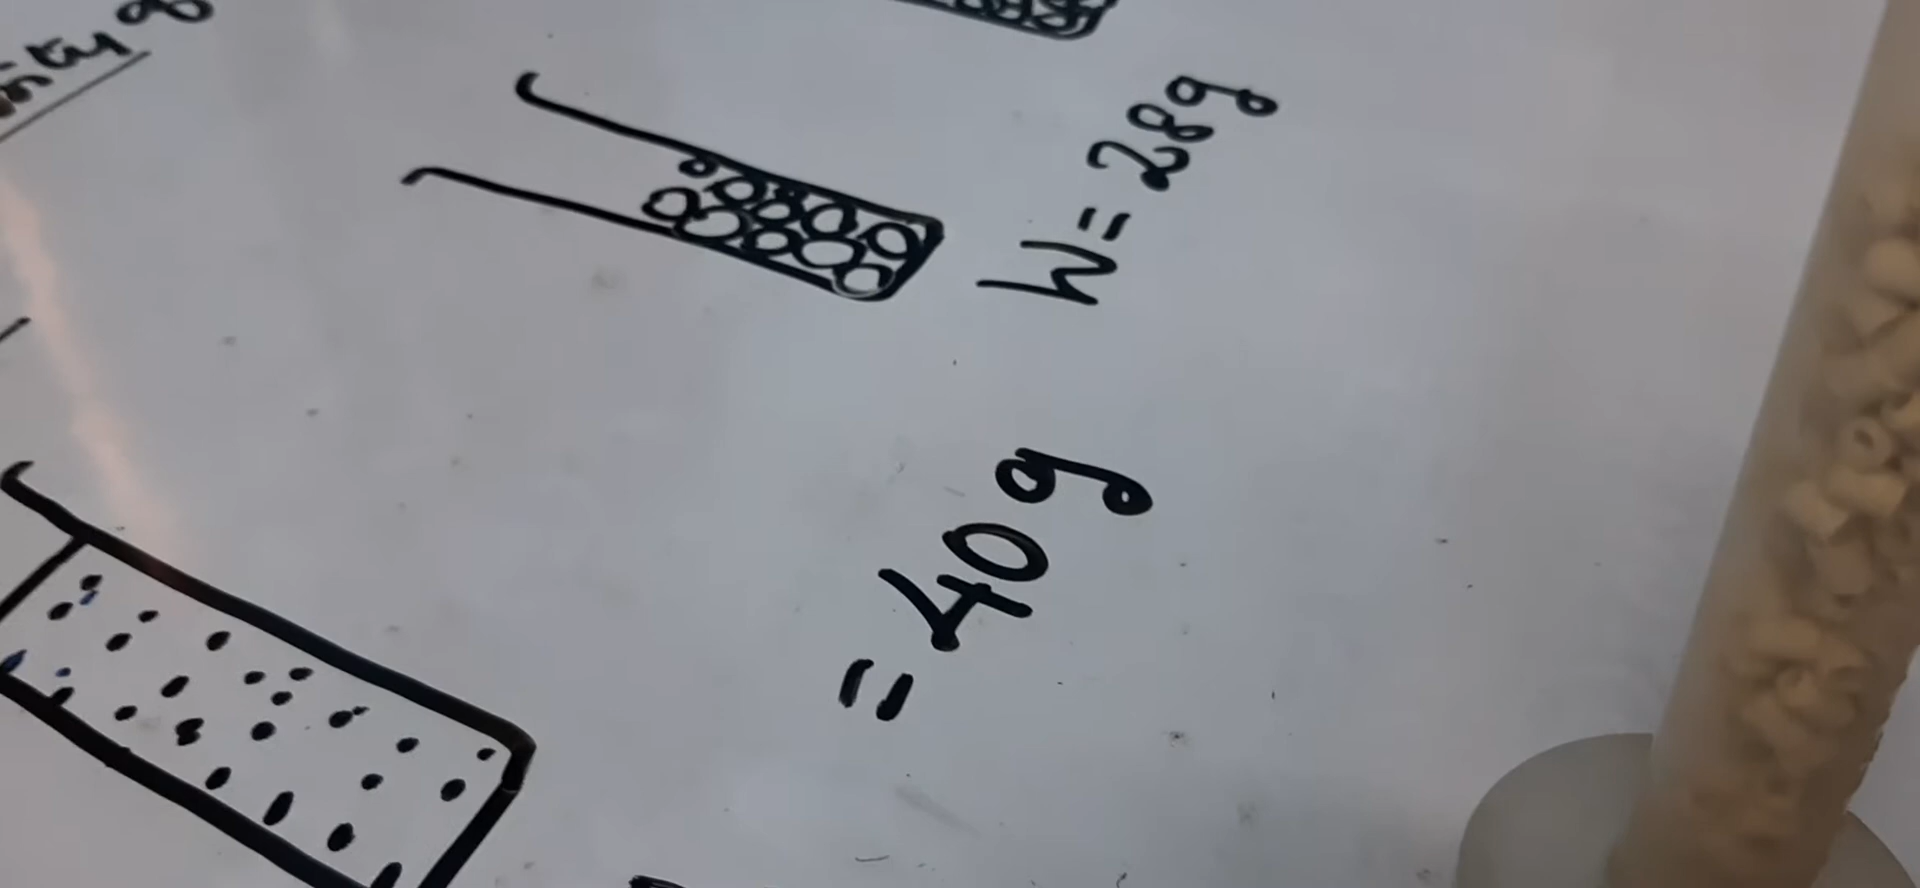 W = 28g
= 40g